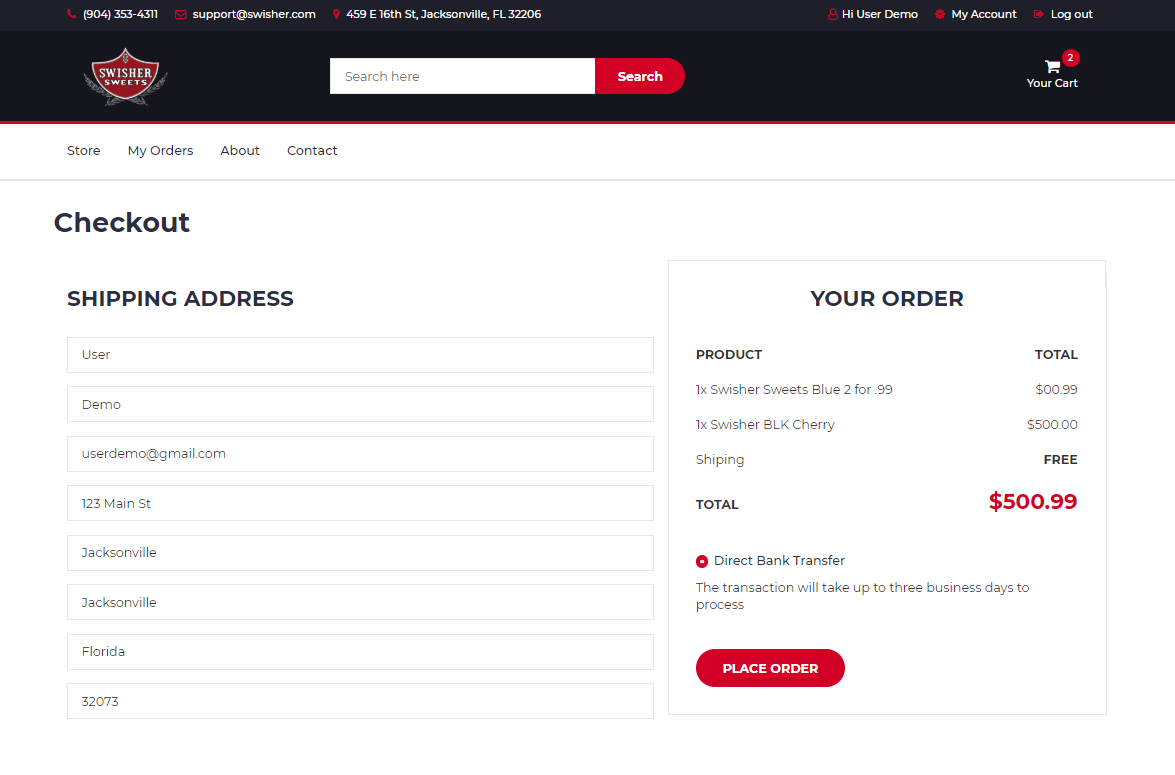 (904) 353-4311 support@swisher.com 459 E 16th St, Jacksonville, FL 32206 Hi User Demo My Account Log out
SWISHER
SWEETS
Search here Search
2
Your Cart
Store My Orders About Contact
Checkout
SHIPPING ADDRESS
User
Demo
userdemo@gmail.com
123 Main St
Jacksonville
Jacksonville
Florida
32073
YOUR ORDER
PRODUCT TOTAL
1x Swisher Sweets Blue 2 for .99 $00.99
1x Swisher BLK Cherry $500.00
Shiping FREE
TOTAL $500.99
Direct Bank Transfer
The transaction will take up to three business days to
process
PLACE ORDER